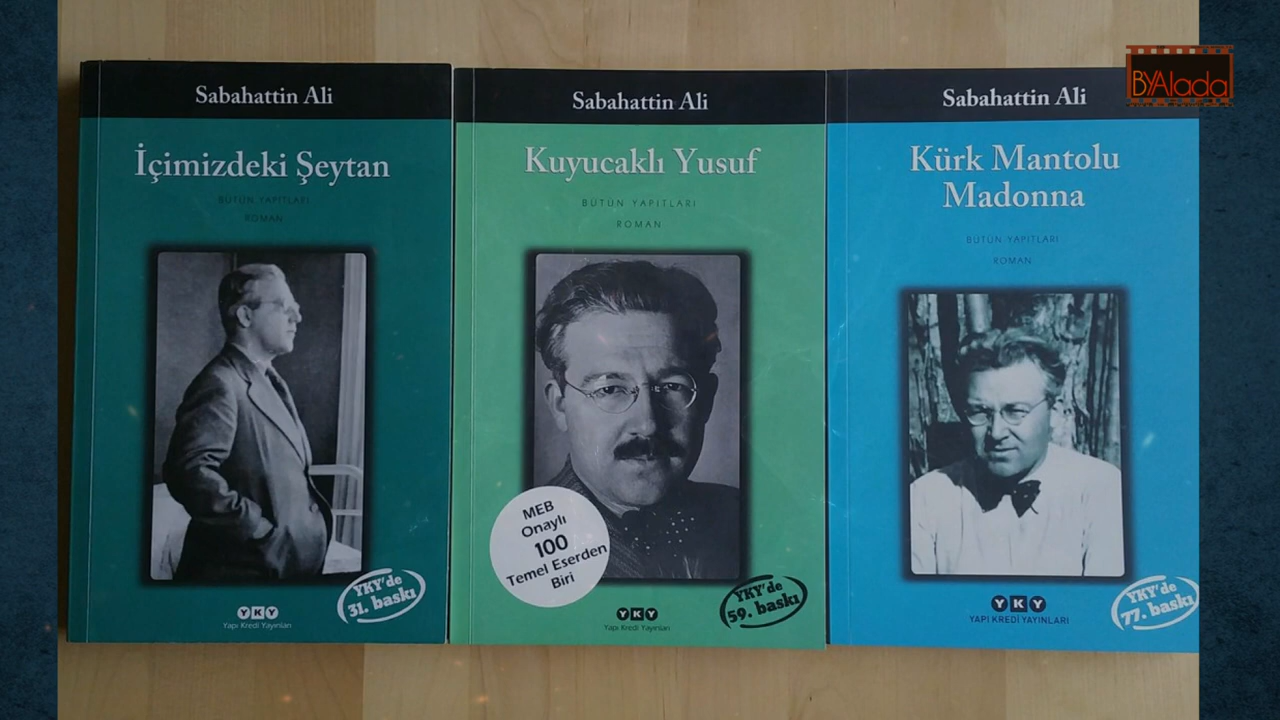 Sabahattin Ali
İçimizdeki Şeytan
BÜTÜN YAPITLARI
ROMAN
YKY'de
31. baskı
YKY
Yapı Kredi Yayınları
Sabahattin Ali
Kuyucaklı Yusuf
BÜTÜN YAPITLARI
ROMAN
MEB
Onaylı
100
Temel Eserden
Biri
YKY'de
59. baskı
YKY
Yapı Kredi Yayınları
Sabahattin Ali
Kürk Mantolu
Madonna
BÜTÜN YAPITLARI
ROMAN
YKY'de
77. baskı
YKY
YAPI KREDİ YAYINLARI
BYAlada